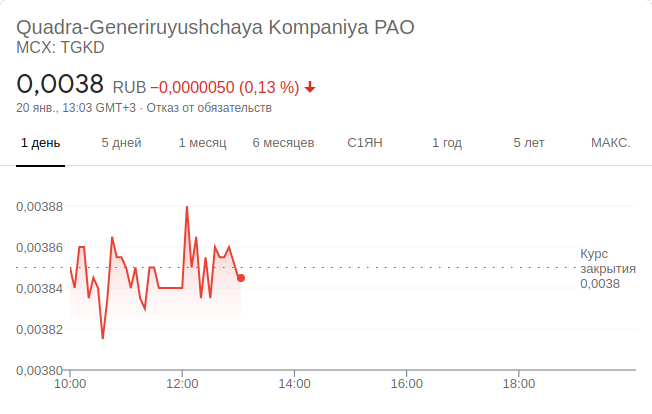 Quadra-Generiruyushchaya Kompaniya PAO
MCX: TGKD
0,0038 RUB −0,0000050 (0,13 %)
20 янв., 13:03 GMT+3 · Отказ от обязательств
1 день 5 дней 1 месяц 6 месяцев С1ЯН 1 год 5 лет МАКС.
0,00388
0,00386
0,00384
0,00382
0,00380
Курс
закрытия
0,0038
10:00 12:00 14:00 16:00 18:00